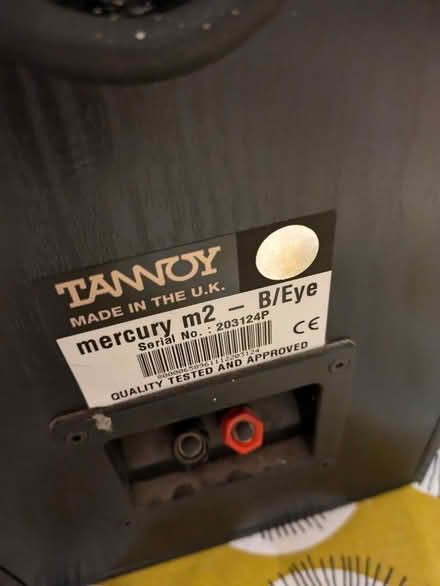 TANNOY
MADE IN THE U.K.
mercury m2 - B/Eye
Serial No. : 203124P
CE
QUALITY TESTED AND APPROVED